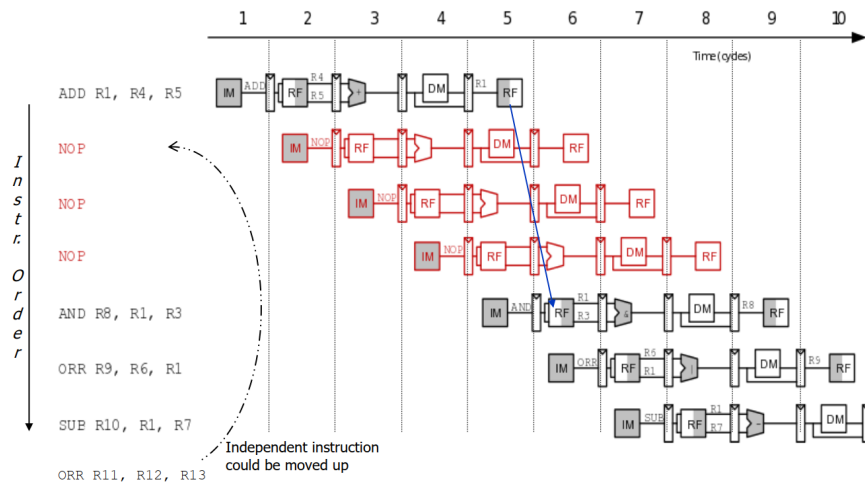 1 2 3 4 5 6 7 8 9 10
Time(cycles)
Instr. Order
ADD R1, R4, R5
IM ADD RF R4 R5 + DM R1 RF
NOP
IM NOP RF DM RF
NOP
IM NOP RF DM RF
NOP
IM NOP RF DM RF
AND R8, R1, R3
IM AND RF R1 R3 & DM R8 RF
ORR R9, R6, R1
IM ORR RF R6 R1 | DM R9 RF
SUB R10, R1, R7
IM SUB RF R1 R7 - DM
Independent instruction
could be moved up
ORR R11, R12, R13